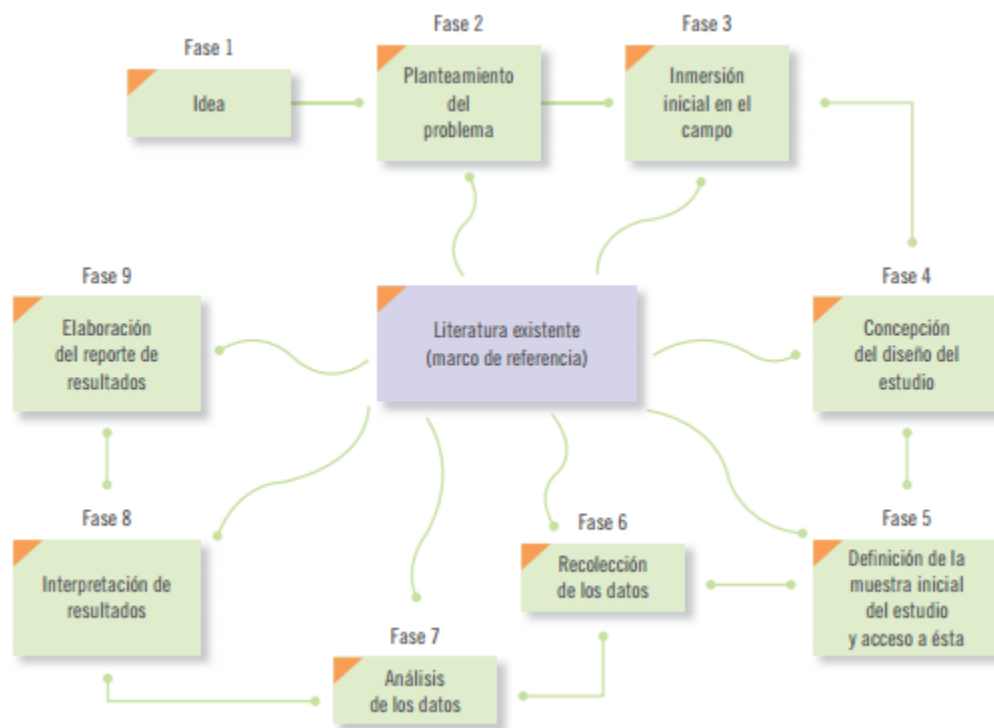 Fase 1
Idea
Fase 2
Planteamiento
del
problema
Fase 3
Inmersión
inicial en el
campo
Fase 4
Concepción
del diseño del
estudio
Fase 5
Definición de la
muestra inicial
del estudio
y acceso a ésta
Fase 6
Recolección
de los datos
Fase 7
Análisis
de los datos
Fase 8
Interpretación de
resultados
Fase 9
Elaboración
del reporte de
resultados
Literatura existente
(marco de referencia)